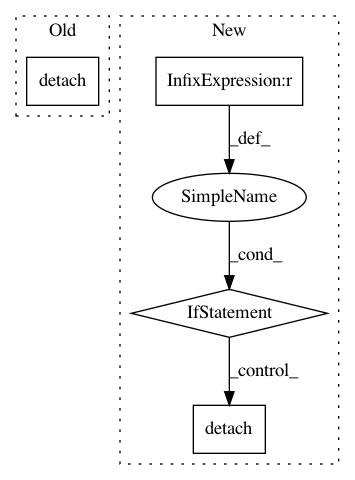 Old
New
detach
InfixExpression:r
_def_
SimpleName
_cond_
IfStatement
_control_
detach